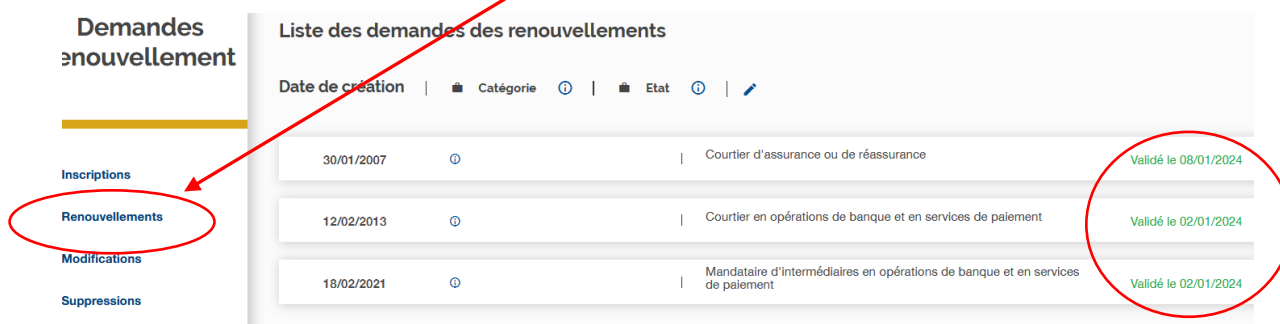 Demandes
enouvellement
Inscriptions
Renouvellements
Modifications
Suppressions
Liste des demandes des renouvellements
Date de création | Catégorie | Etat |
30/01/2007 | Courtier d'assurance ou de réassurance Validé le 08/01/2024
12/02/2013 | Courtier en opérations de banque et en services de paiement Validé le 02/01/2024
18/02/2021 | Mandataire d'intermédiaires en opérations de banque et en services
de paiement Validé le 02/01/2024